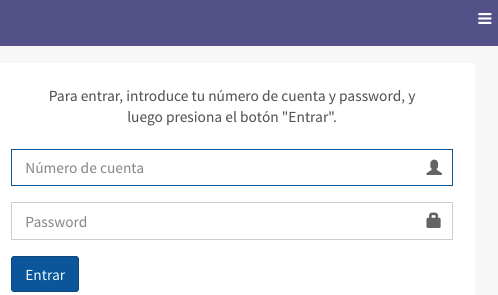 Para entrar, introduce tu número de cuenta y password, y
luego presiona el botón "Entrar".
Número de cuenta
Password
Entrar